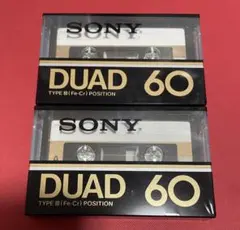 SONY
DUAD 60
TYPE III (Fe-Cr) POSITION
SONY
DUAD 60
TYPE III (Fe-Cr) POSITION